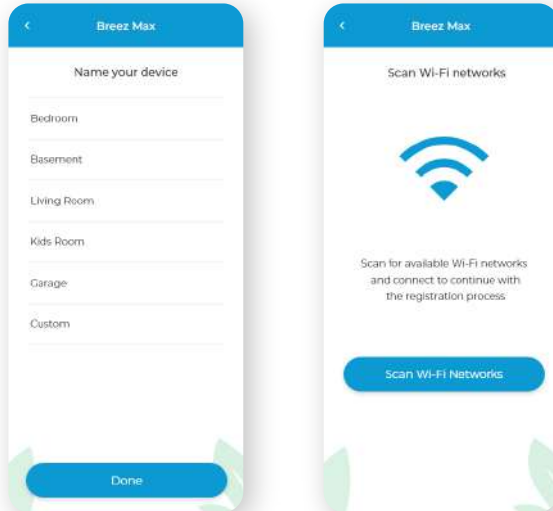 Breez Max
Name your device
Bedroom
Basement
Living Room
Kids Room
Garage
Custom
Done
Breez Max
Scan Wi-Fi networks
Scan for available Wi-Fi networks
and connect to continue with
the registration process
Scan Wi-Fi Networks